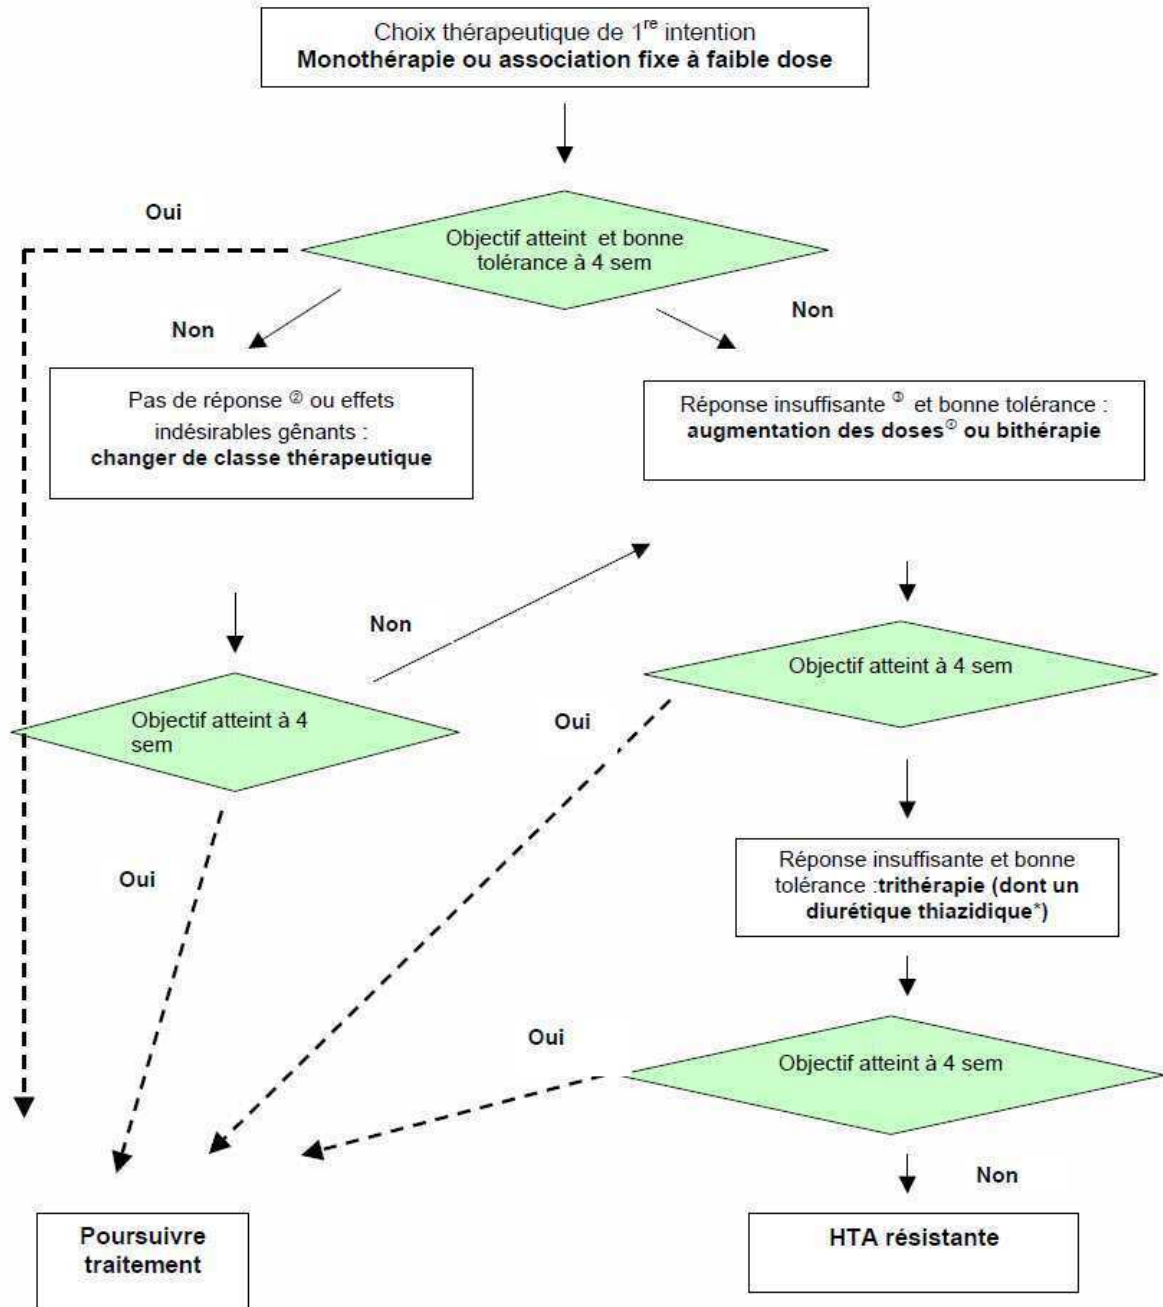 Choix thérapeutique de 1re intention
Monothérapie ou association fixe à faible dose
Oui
Objectif atteint et bonne
tolérance à 4 sem
Non
Non
Pas de réponse ② ou effets
indésirables gênants :
changer de classe thérapeutique
Réponse insuffisante et bonne tolérance :
augmentation des doses ou bithérapie
Non
Objectif atteint à 4 sem
Objectif atteint à 4
sem
Oui
Oui
Réponse insuffisante et bonne
tolérance :trithérapie (dont un
diurétique thiazidique*)
Oui
Objectif atteint à 4 sem
Non
Poursuivre
traitement
HTA résistante